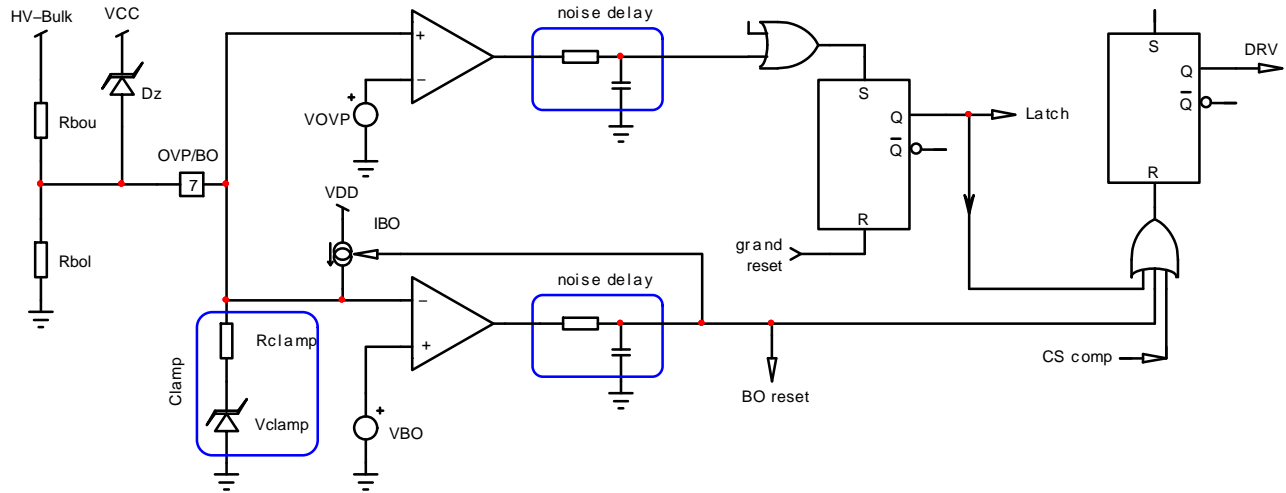 HV–Bulk
VCC
noise delay
DRV
S
Q
Q
R
+
–
+
VOVP
Dz
Rbou
OVP/BO
7
S
Q
Q
R
Latch
VDD
IBO
grand
reset
noise delay
Rbol
–
+
Clamp
Rclamp
Vclamp
+
VBO
BO reset
CS comp